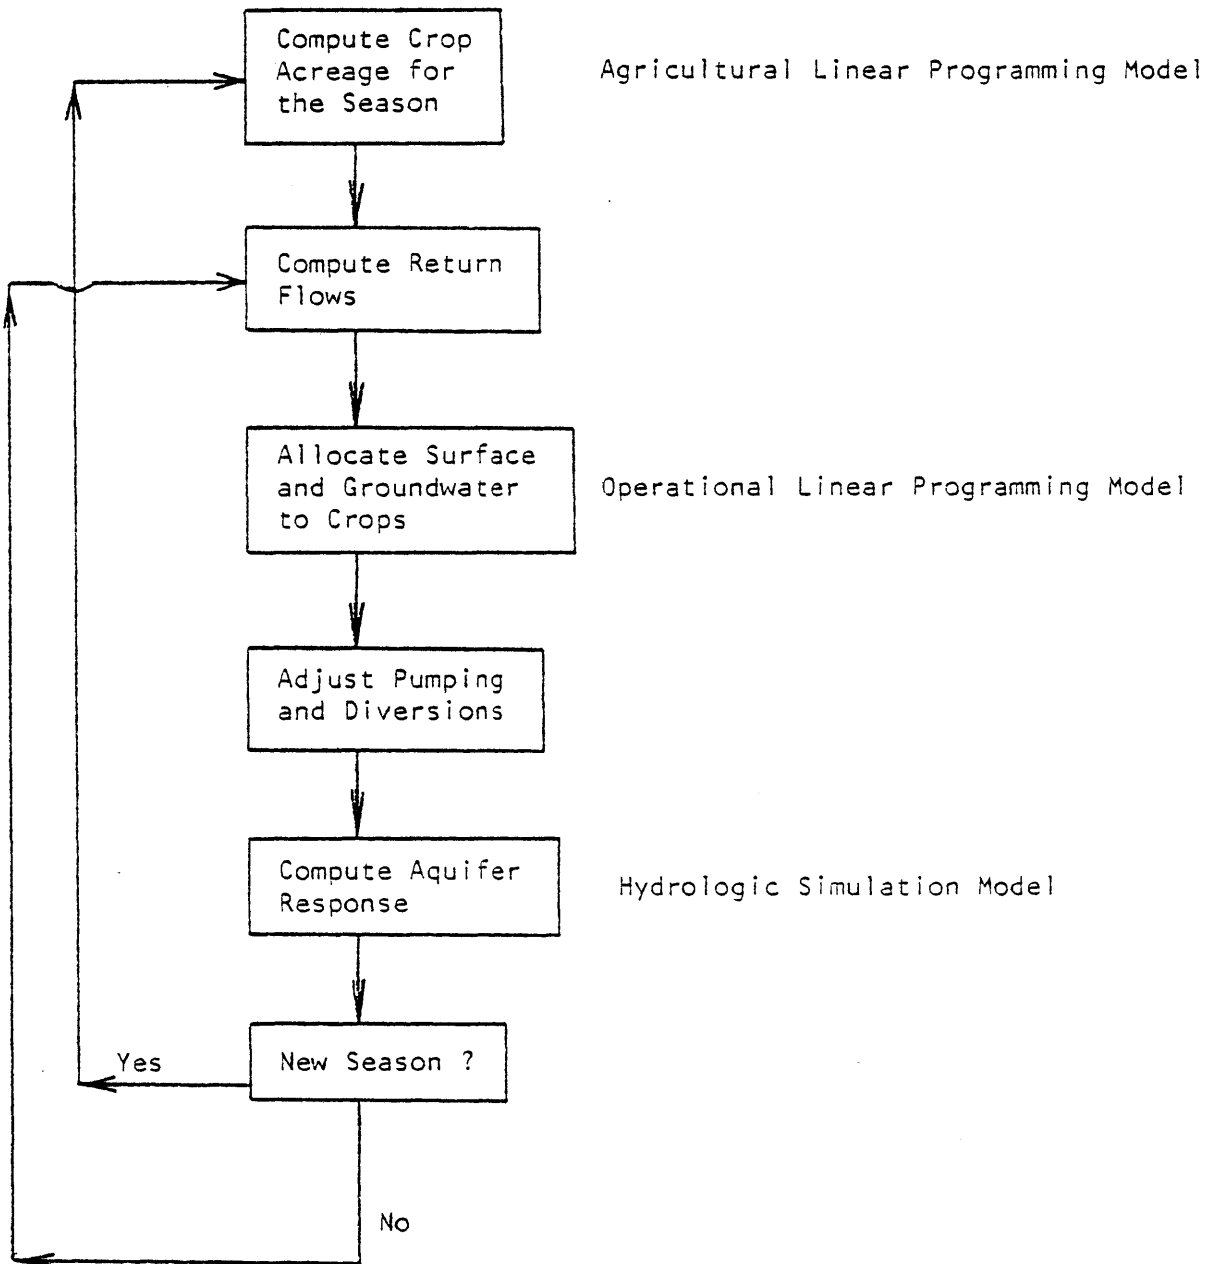 Compute Crop
Acreage for
the Season
Agricultural Linear Programming Model
Compute Return
Flows
Allocate Surface
and Groundwater
to Crops
Operational Linear Programming Model
Adjust Pumping
and Diversions
Compute Aquifer
Response
Hydrologic Simulation Model
New Season ?
Yes
No